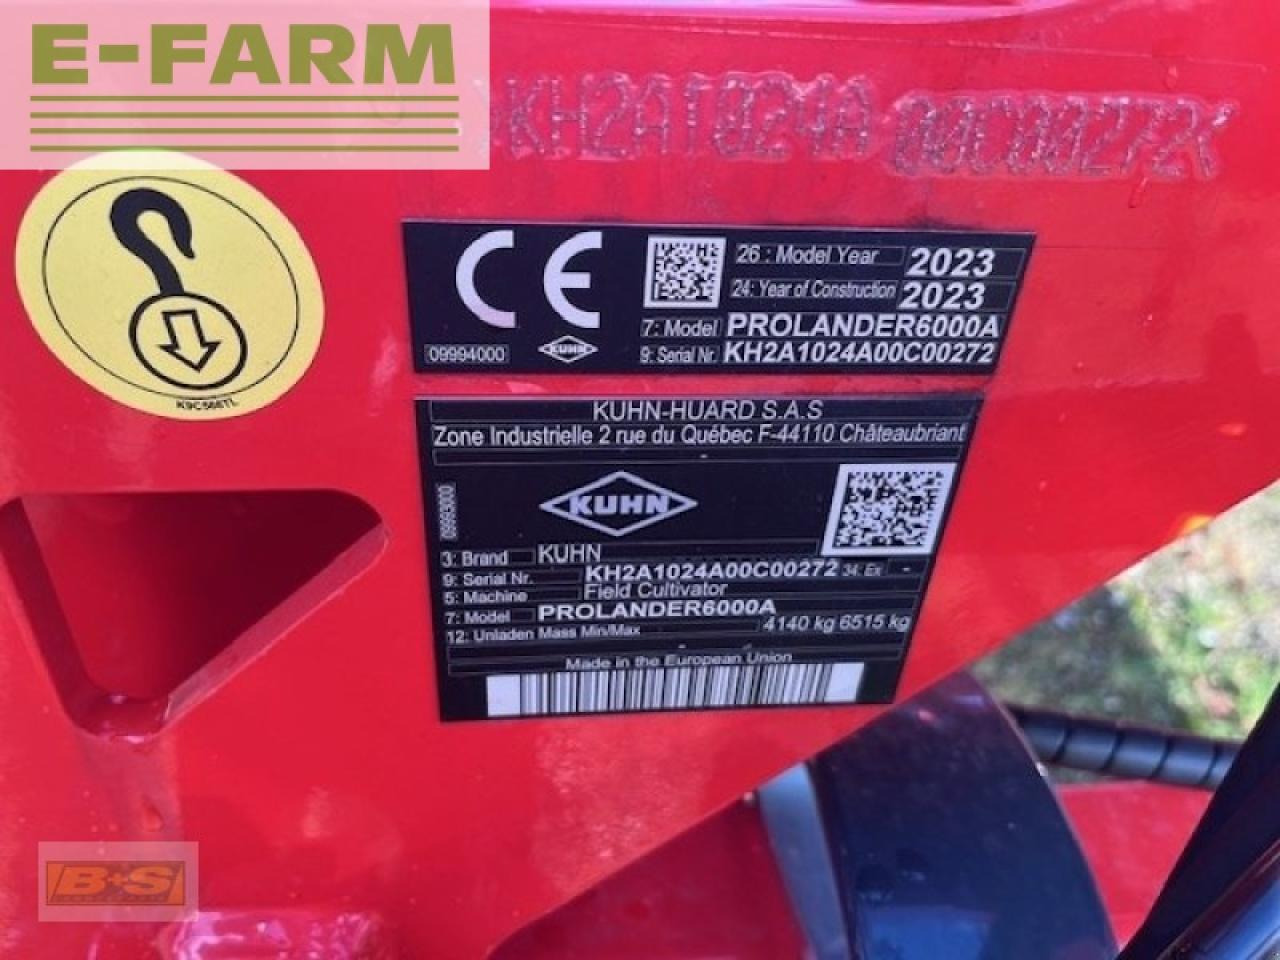 E-FARM
KH2A1024A00C00272
K9C586TL
26 : Model Year 2023
24: Year of Construction 2023
7: Model PROLANDER6000A
9: Serial Nr. KH2A1024A00C00272
CE
09994000
KUHN
KUHN-HUARD S.A.S
Zone Industrielle 2 rue du Québec F-44110 Châteaubriant
09993000
KUHN
3: Brand KUHN
9: Serial Nr. KH2A1024A00C00272 34: Ex -
5: Machine Field Cultivator
7: Model PROLANDER6000A
12: Unladen Mass Min/Max 4140 kg 6515 kg
Made in the European Union
B+S